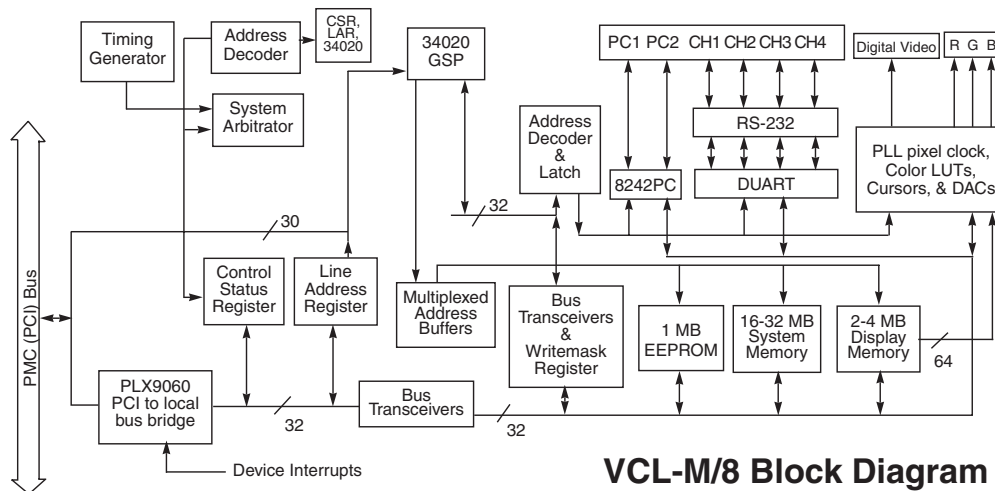 Timing
Generator
Address
Decoder
CSR,
LAR,
34020
34020
GSP
System
Arbitrator
PC1 PC2 CH1 CH2 CH3 CH4
Digital Video
R G B
RS-232
Address
Decoder
&
Latch
8242PC
DUART
PLL pixel clock,
Color LUTs,
Cursors, & DACs
32
30
PMC (PCI) Bus
Control
Status
Register
Line
Address
Register
Multiplexed
Address
Buffers
Bus
Transceivers
&
Writemask
Register
1 MB
EEPROM
16-32 MB
System
Memory
2-4 MB
Display
Memory
64
PLX9060
PCI to local
bus bridge
32
Bus
Transceivers
32
Device Interrupts
VCL-M/8 Block Diagram